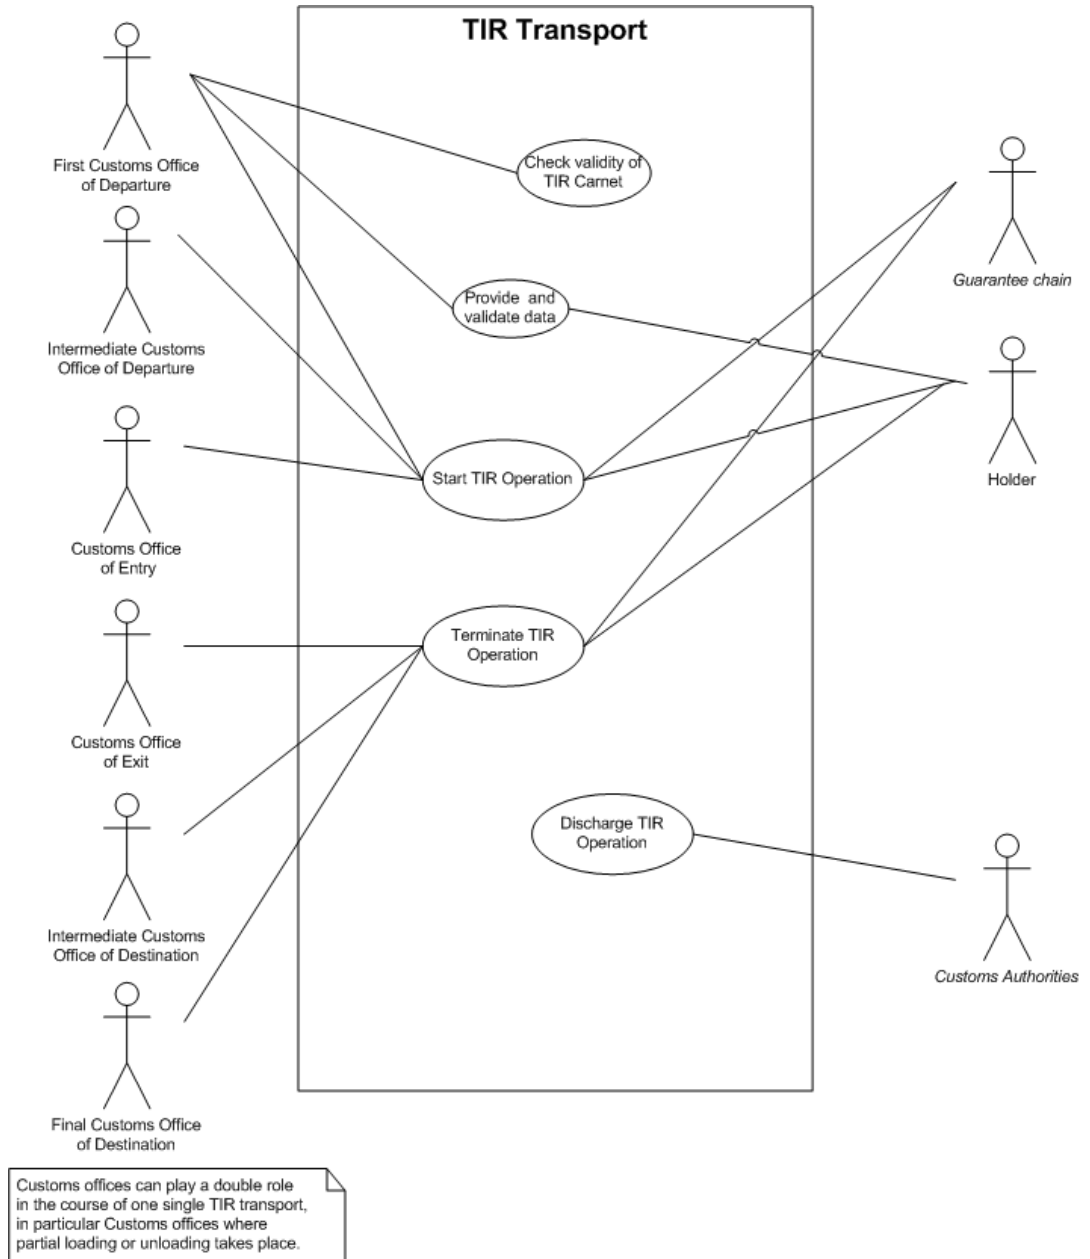 TIR Transport
First Customs Office
of Departure
Check validity of
TIR Carnet
Guarantee chain
Intermediate Customs
Office of Departure
Provide and
validate data
Holder
Customs Office
of Entry
Start TIR Operation
Customs Office
of Exit
Terminate TIR
Operation
Intermediate Customs
Office of Destination
Discharge TIR
Operation
Customs Authorities
Final Customs Office
of Destination
Customs offices can play a double role
in the course of one single TIR transport,
in particular Customs offices where
partial loading or unloading takes place.